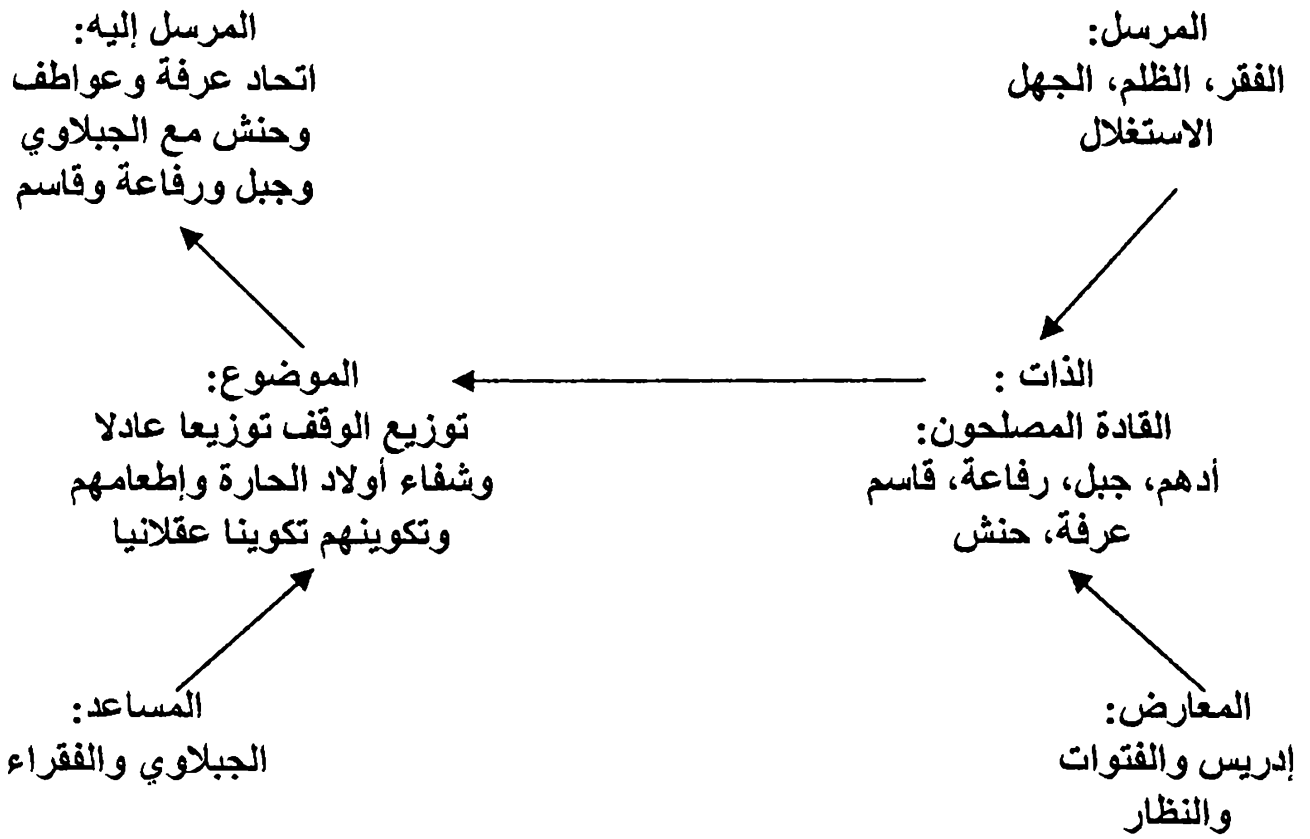 المرسل:
الفقر، الظلم، الجهل
الاستغلال
المرسل إليه:
اتحاد عرفة وعواطف
وحنش مع الجبلاوي
وجبل ورفاعة وقاسم
الذات :
القادة المصلحون:
أدهم، جبل، رفاعة، قاسم
عرفة، حنش
الموضوع:
توزيع الوقف توزيعا عادلا
وشفاء أولاد الحارة وإطعامهم
وتكوينهم تكوينا عقلانيا
المعارض:
إدريس والفتوات
والنظار
المساعد:
الجبلاوي والفقراء